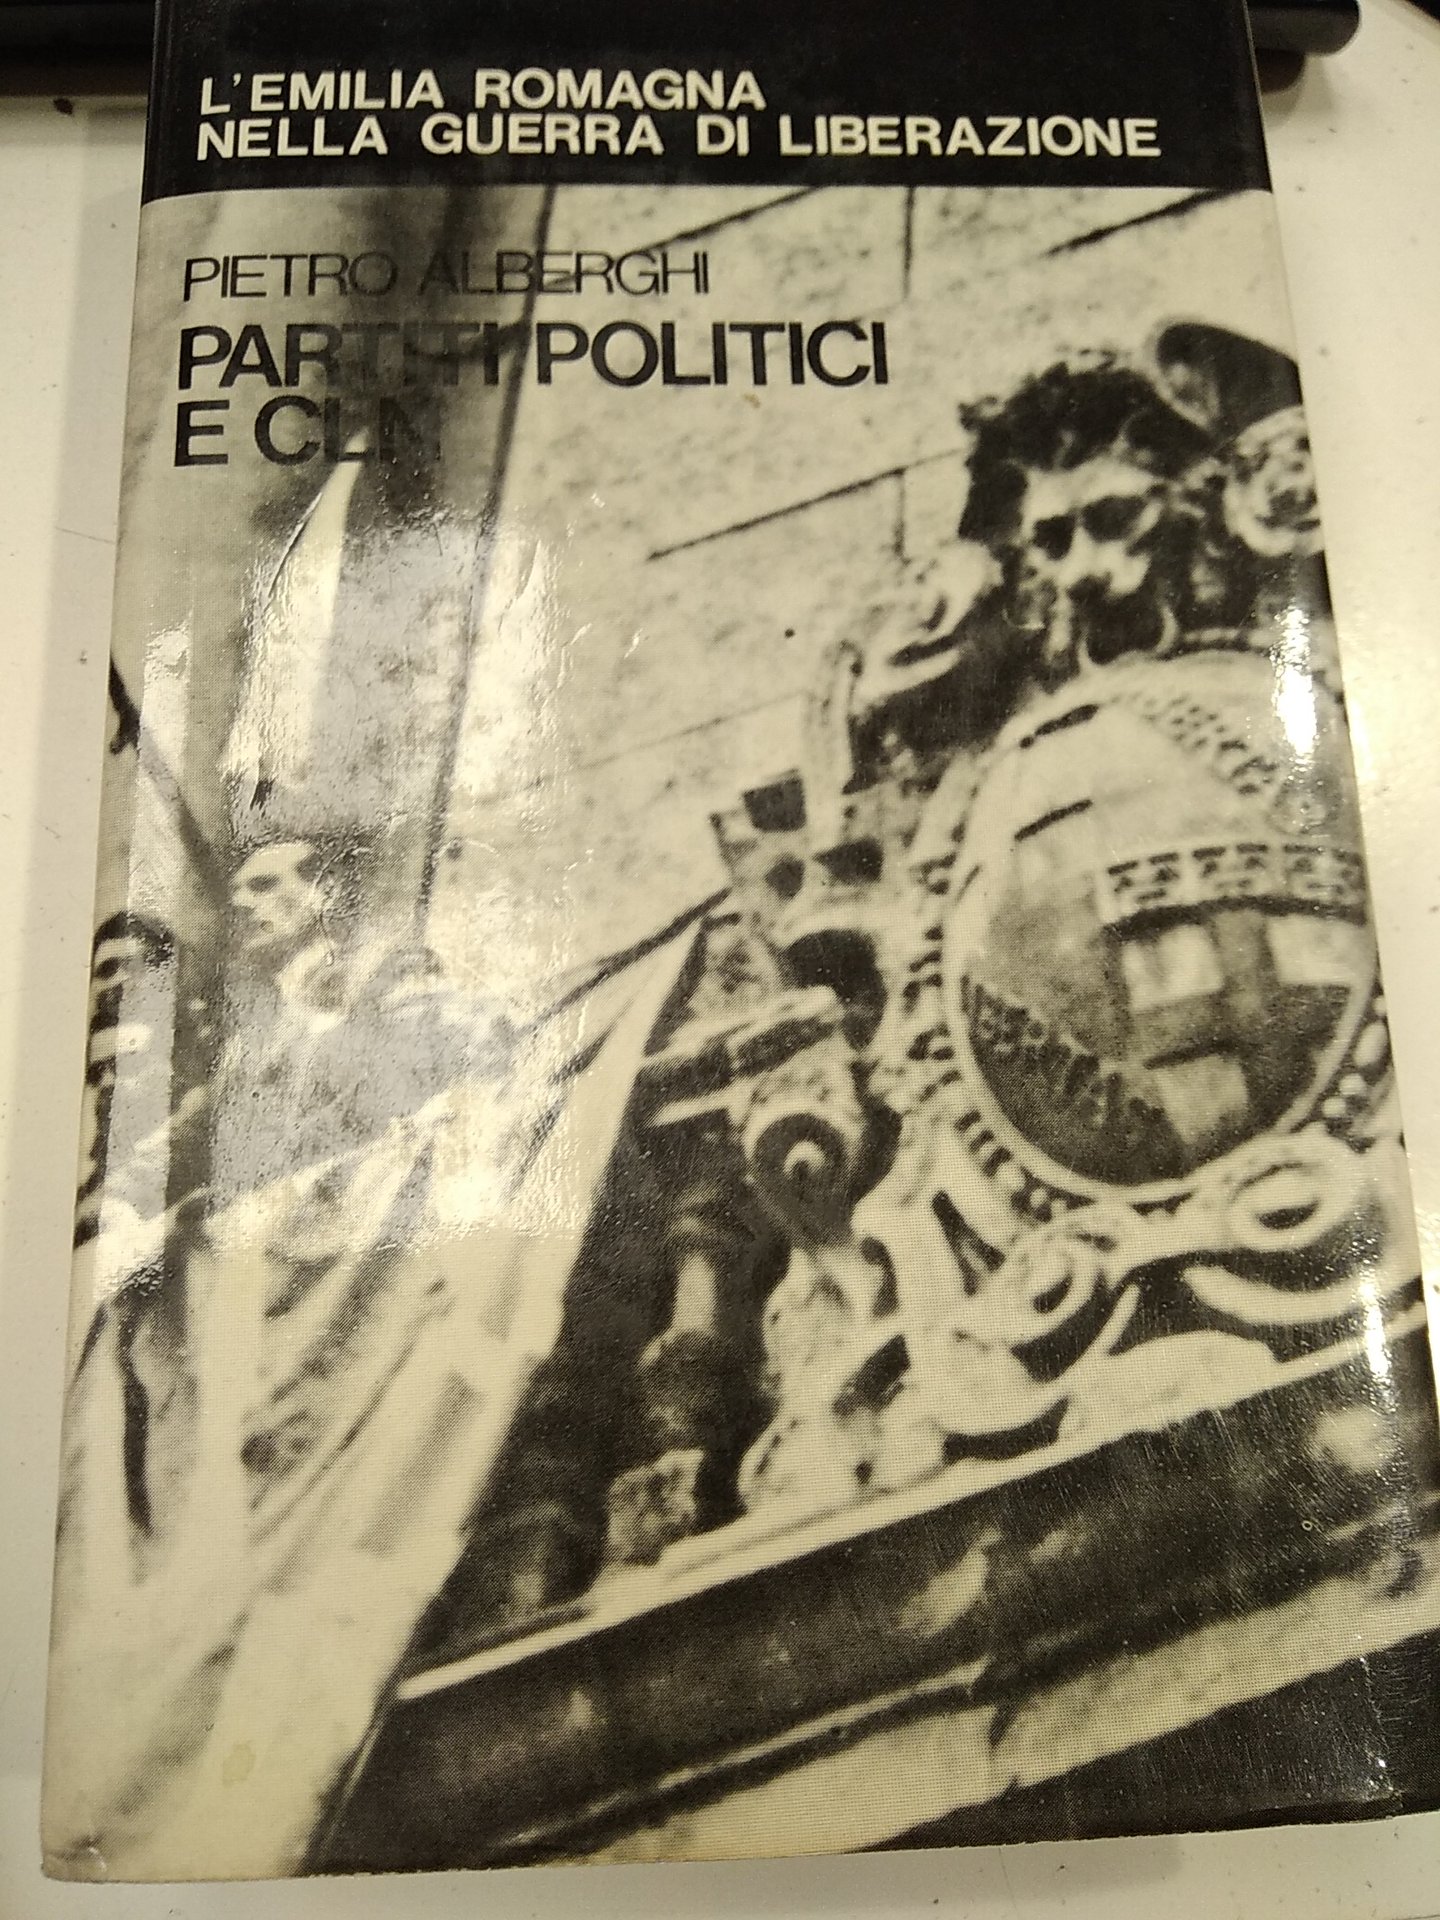 L'EMILIA ROMAGNA
NELLA GUERRA DI LIBERAZIONE
PIETRO ALBERGHI
PARTITI POLITICI
E CLN